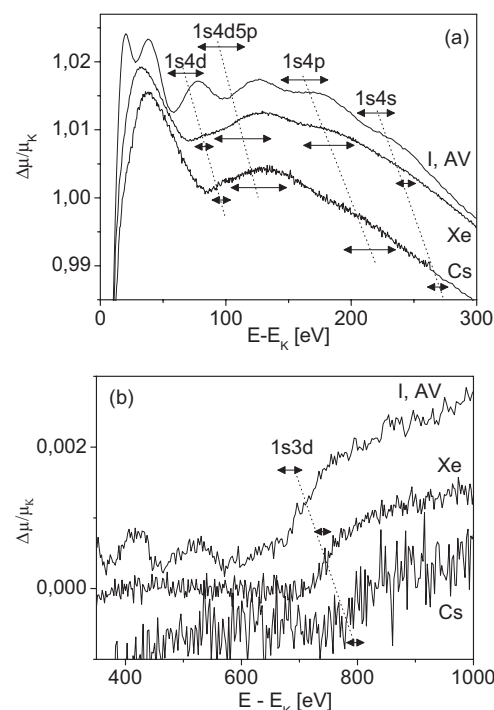 (a)
1s4d5p
1s4d
1s4p
1s4s
I, AV
Xe
Cs
1,02
1,01
1,00
0,99
Δμ/μK
0
100
200
300
E-EK [eV]
(b)
I, AV
1s3d
Xe
Cs
0,002
0,000
Δμ/μK
400
600
800
1000
E - EK [eV]